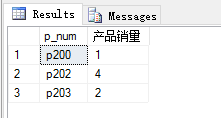 Results Messages
p_num 产品销量
1 p200 1
2 p202 4
3 p203 2